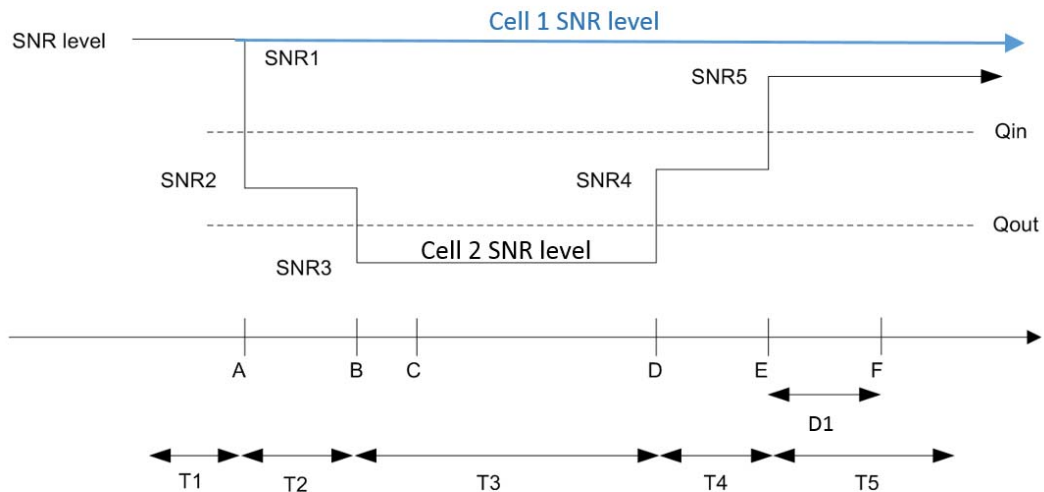 Cell 1 SNR level
SNR level
SNR1
SNR5
Qin
SNR2
SNR4
Qout
Cell 2 SNR level
SNR3
A B C D E F
D1
T1 T2 T3 T4 T5